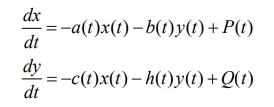 dx/dt = -a(t)x(t) - b(t)y(t) + P(t)
dy/dt = -c(t)x(t) - h(t)y(t) + Q(t)